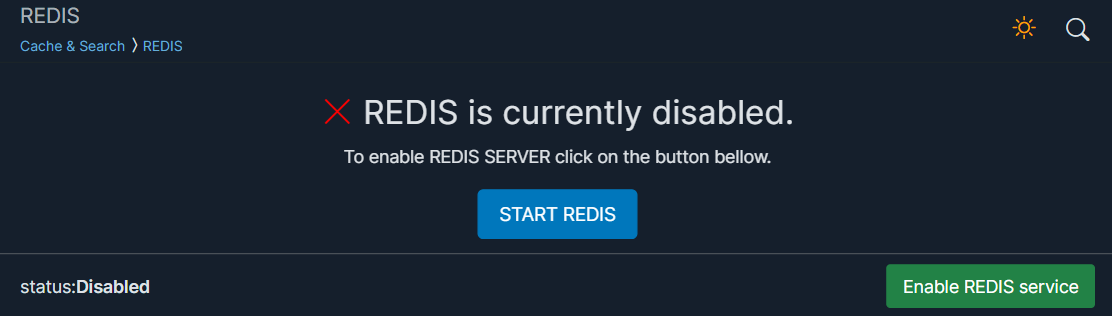 REDIS
Cache & Search 〉REDIS
REDIS is currently disabled.
To enable REDIS SERVER click on the button bellow.
START REDIS
status:Disabled
Enable REDIS service